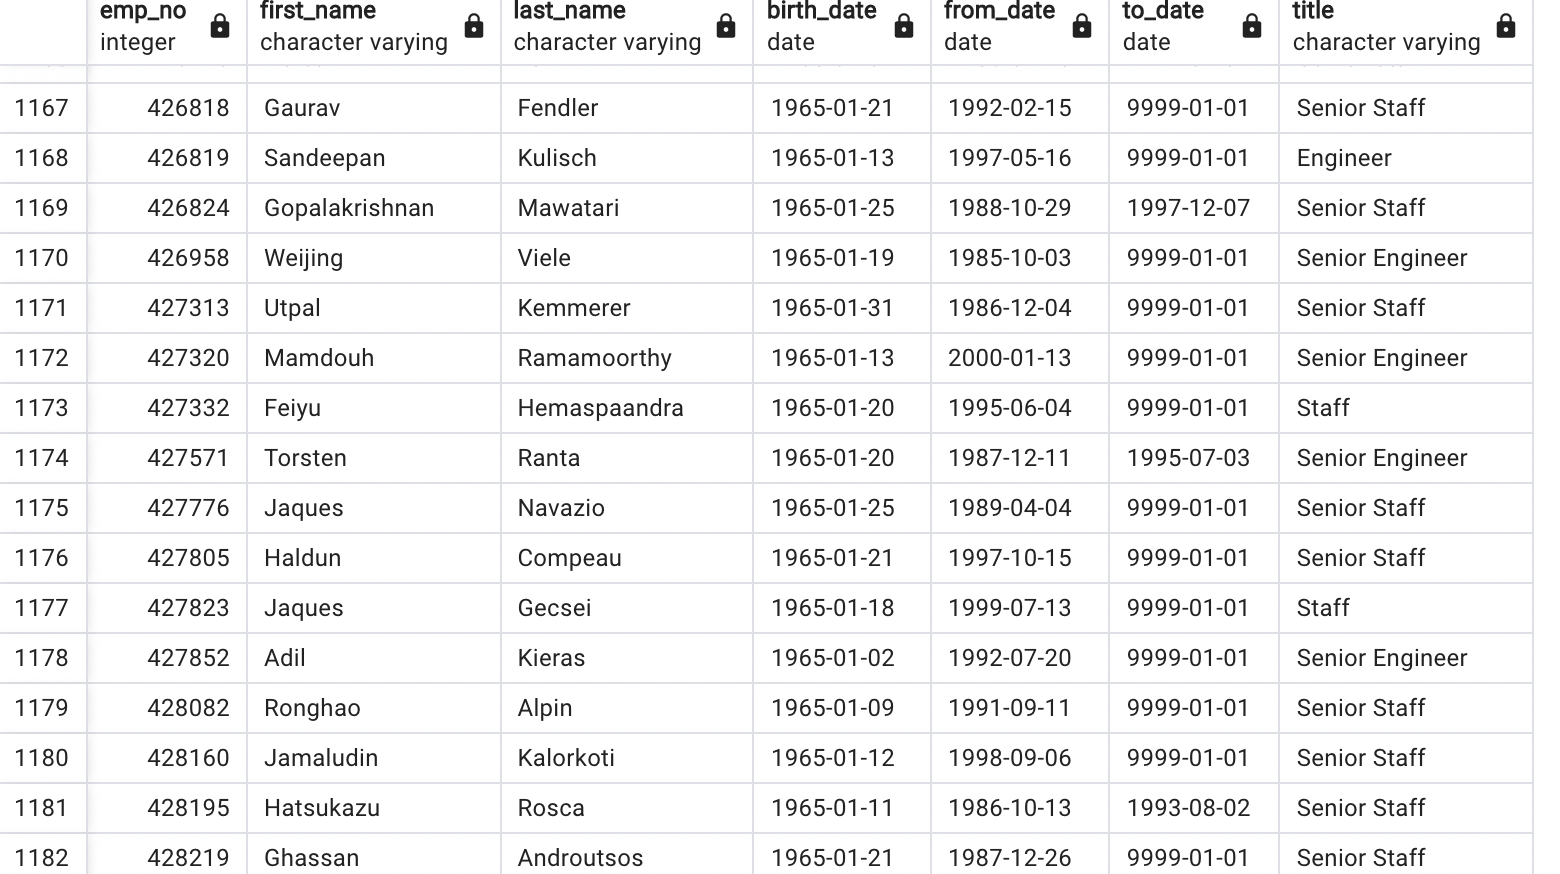 emp_no first_name last_name birth_date from_date to_date title
integer character varying character varying date date date character varying
1167 426818 Gaurav Fendler 1965-01-21 1992-02-15 9999-01-01 Senior Staff
1168 426819 Sandeepan Kulisch 1965-01-13 1997-05-16 9999-01-01 Engineer
1169 426824 Gopalakrishnan Mawatari 1965-01-25 1988-10-29 1997-12-07 Senior Staff
1170 426958 Weijing Viele 1965-01-19 1985-10-03 9999-01-01 Senior Engineer
1171 427313 Utpal Kemmerer 1965-01-31 1986-12-04 9999-01-01 Senior Staff
1172 427320 Mamdouh Ramamoorthy 1965-01-13 2000-01-13 9999-01-01 Senior Engineer
1173 427332 Feiyu Hemaspaandra 1965-01-20 1995-06-04 9999-01-01 Staff
1174 427571 Torsten Ranta 1965-01-20 1987-12-11 1995-07-03 Senior Engineer
1175 427776 Jaques Navazio 1965-01-25 1989-04-04 9999-01-01 Senior Staff
1176 427805 Haldun Compeau 1965-01-21 1997-10-15 9999-01-01 Senior Staff
1177 427823 Jaques Gecsei 1965-01-18 1999-07-13 9999-01-01 Staff
1178 427852 Adil Kieras 1965-01-02 1992-07-20 9999-01-01 Senior Engineer
1179 428082 Ronghao Alpin 1965-01-09 1991-09-11 9999-01-01 Senior Staff
1180 428160 Jamaludin Kalorkoti 1965-01-12 1998-09-06 9999-01-01 Senior Staff
1181 428195 Hatsukazu Rosca 1965-01-11 1986-10-13 1993-08-02 Senior Staff
1182 428219 Ghassan Androutsos 1965-01-21 1987-12-26 9999-01-01 Senior Staff